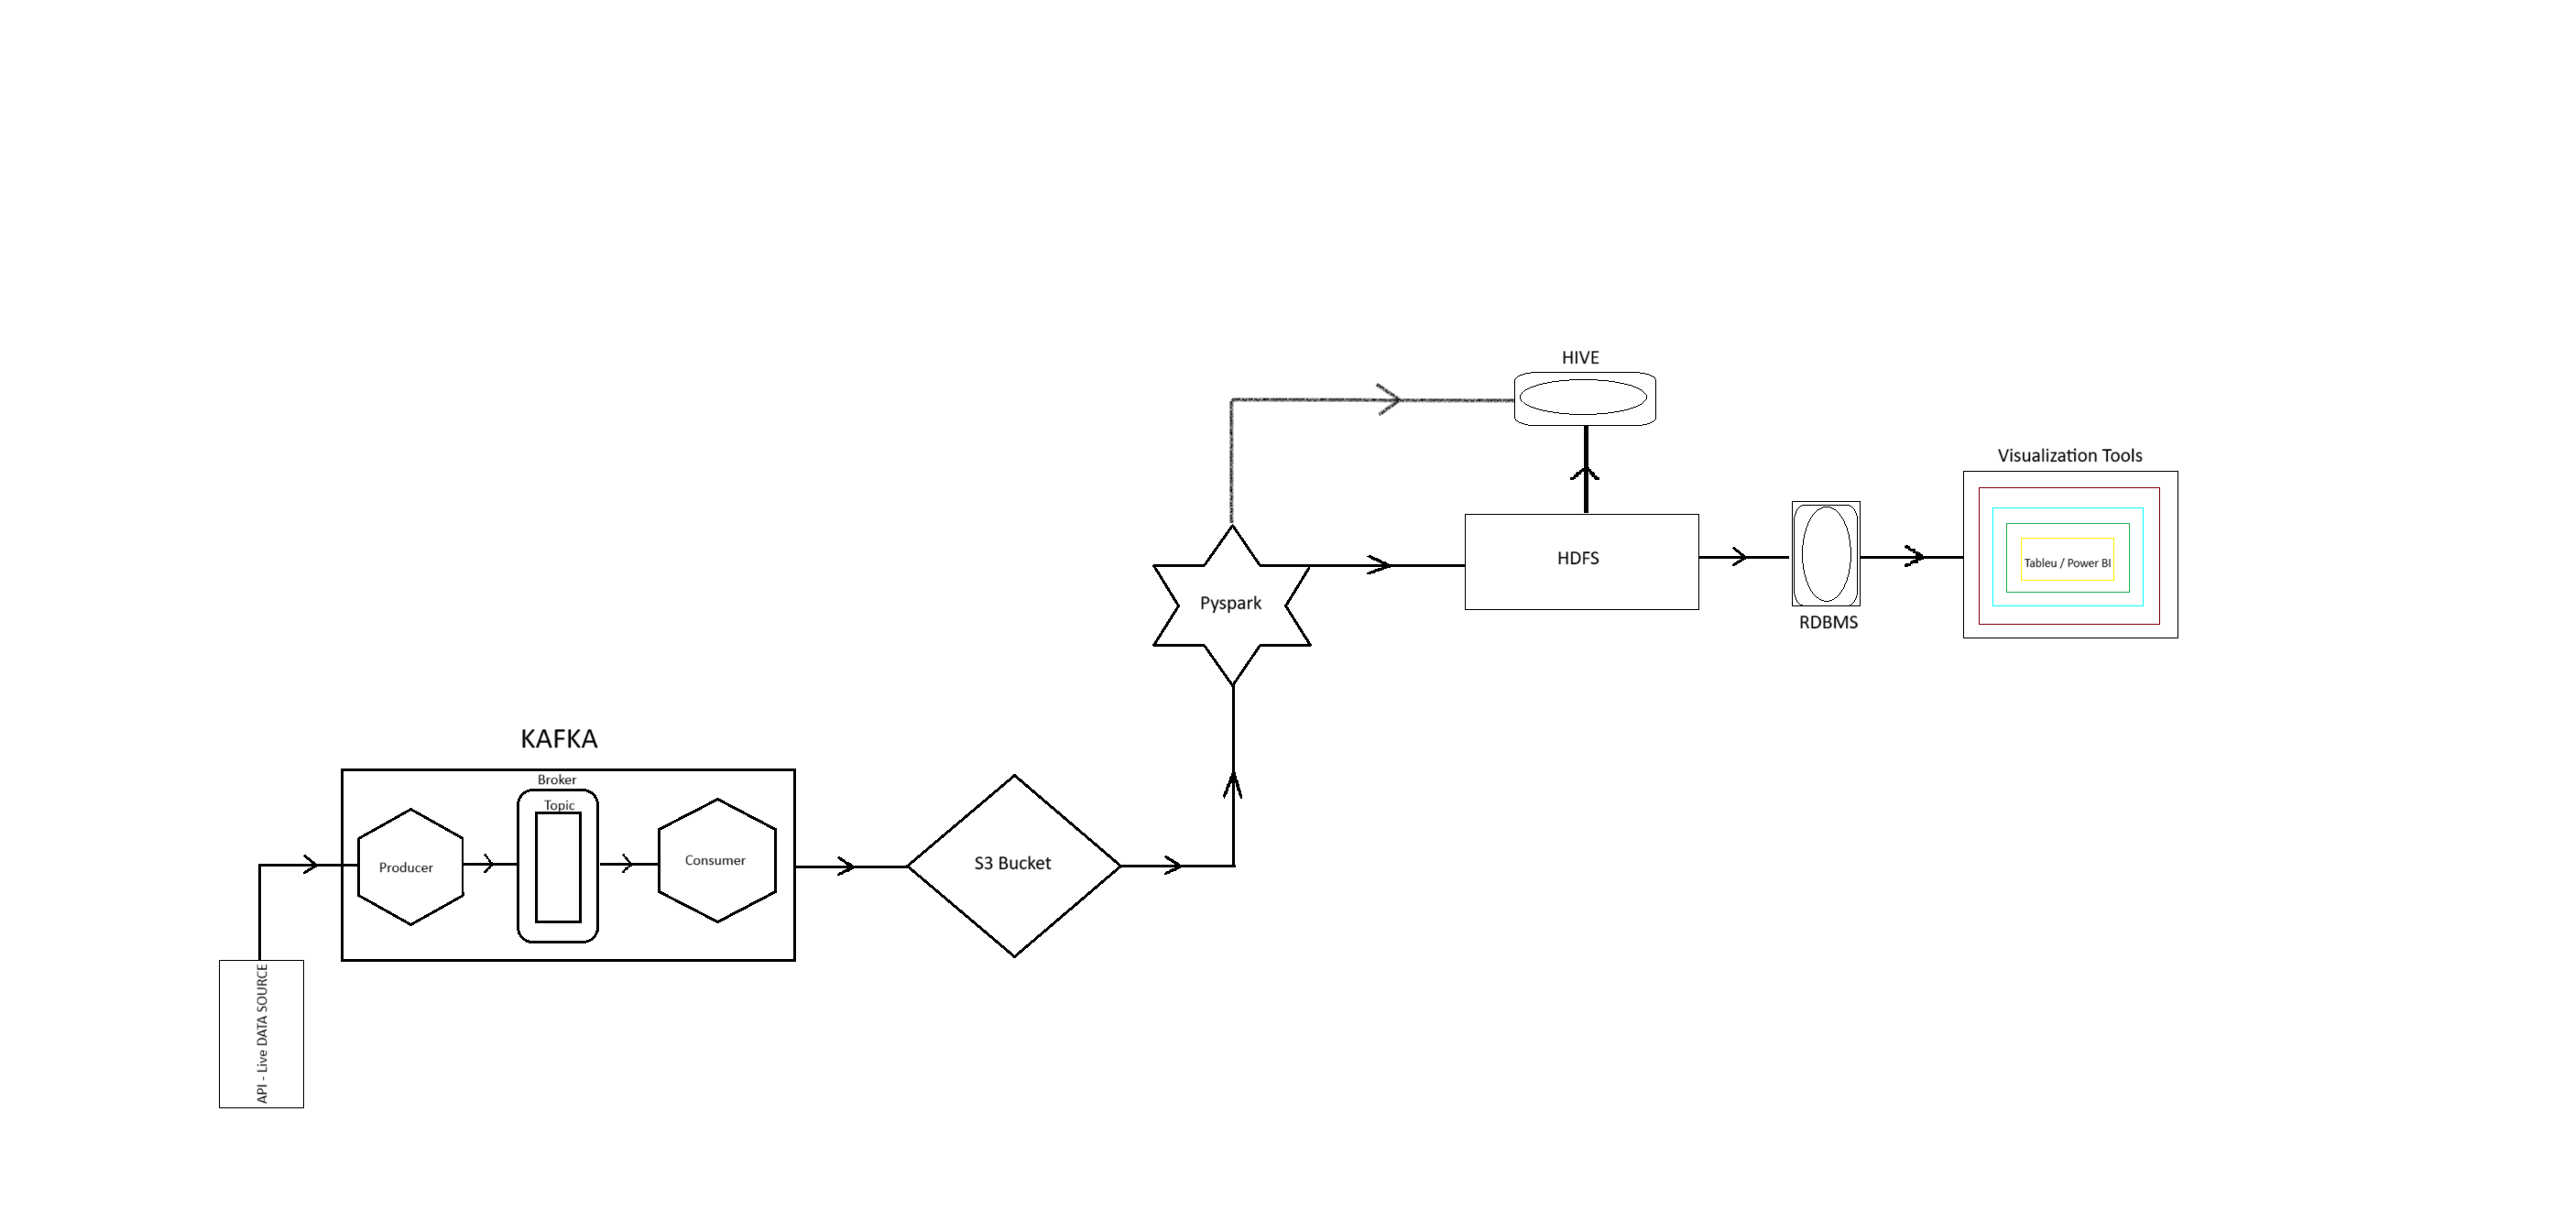 HIVE
Visualization Tools
Pyspark
HDFS
Tableu / Power BI
RDBMS
KAFKA
Broker
Topic
Producer
Consumer
S3 Bucket
API - Live DATA SOURCE